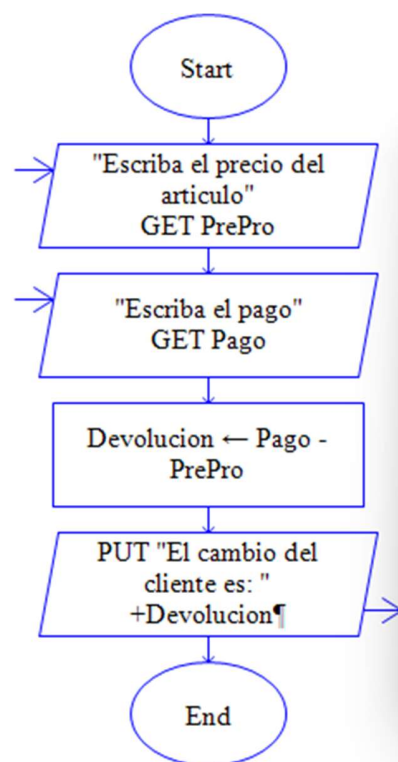 Start
"Escriba el precio del
articulo"
GET PrePro
"Escriba el pago"
GET Pago
Devolucion ← Pago -
PrePro
PUT "El cambio del
cliente es: "
+Devolucion¶
End